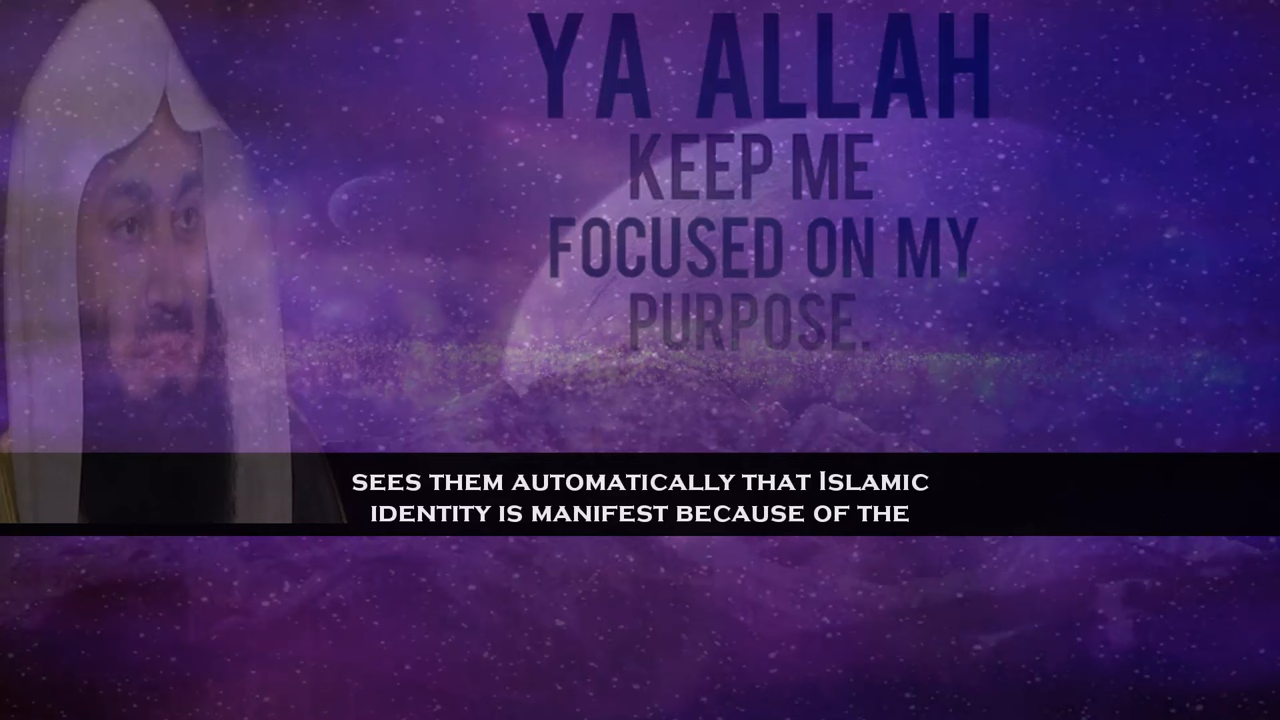 YA ALLAH
KEEP ME
FOCUSED ON MY
PURPOSE.
SEES THEM AUTOMATICALLY THAT ISLAMIC
IDENTITY IS MANIFEST BECAUSE OF THE